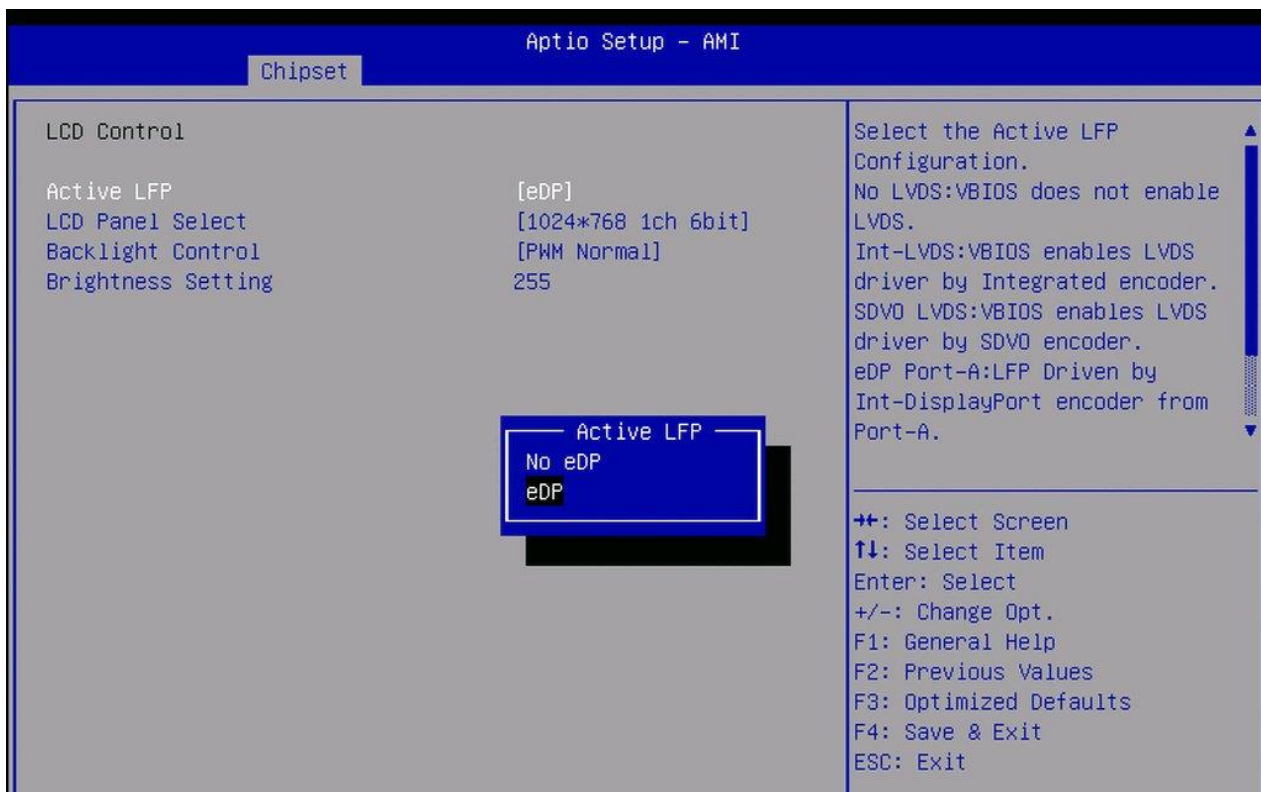 Aptio Setup - AMI
Chipset
LCD Control
Active LFP [eDP]
LCD Panel Select [1024*768 1ch 6bit]
Backlight Control [PWM Normal]
Brightness Setting 255
Active LFP
No eDP
eDP
Select the Active LFP
Configuration.
No LVDS:VBIOS does not enable
LVDS.
Int-LVDS:VBIOS enables LVDS
driver by Integrated encoder.
SDVO LVDS:VBIOS enables LVDS
driver by SDVO encoder.
eDP Port-A:LFP Driven by
Int-DisplayPort encoder from
Port-A.
→←: Select Screen
↑↓: Select Item
Enter: Select
+/-: Change Opt.
F1: General Help
F2: Previous Values
F3: Optimized Defaults
F4: Save & Exit
ESC: Exit